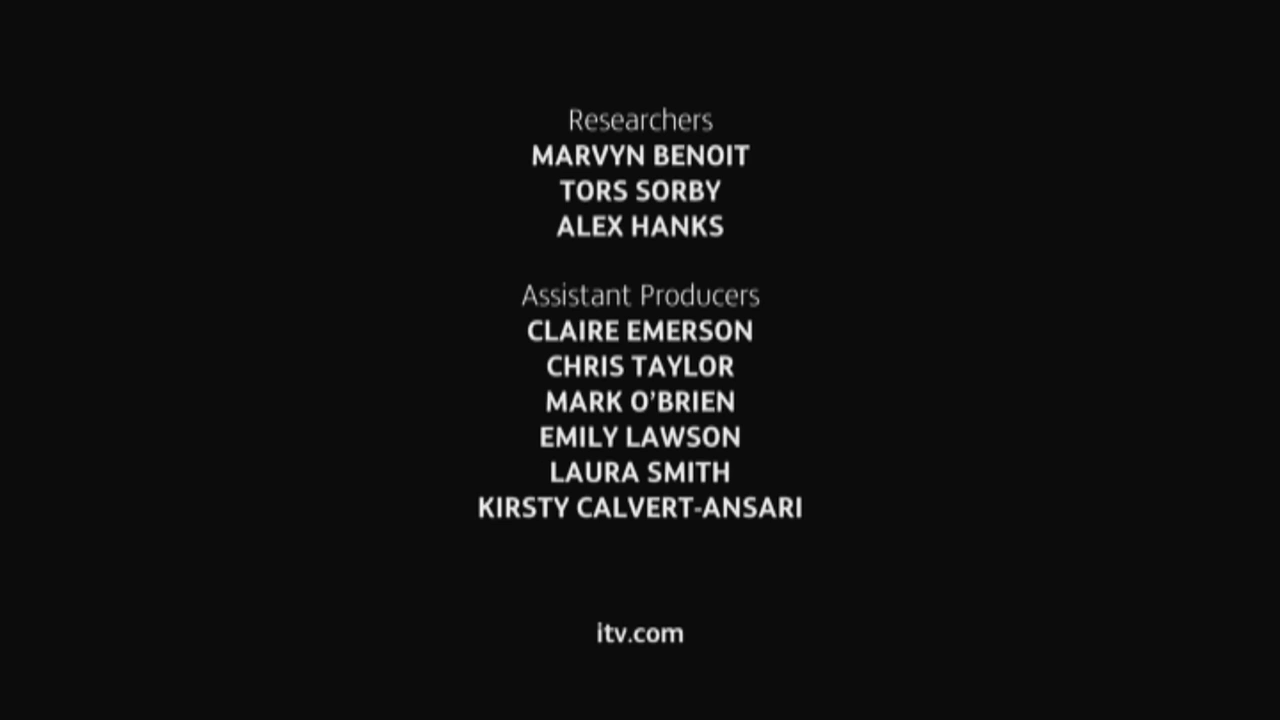 Researchers
MARVYN BENOIT
TORS SORBY
ALEX HANKS
Assistant Producers
CLAIRE EMERSON
CHRIS TAYLOR
MARK O’BRIEN
EMILY LAWSON
LAURA SMITH
KIRSTY CALVERT-ANSARI
itv.com